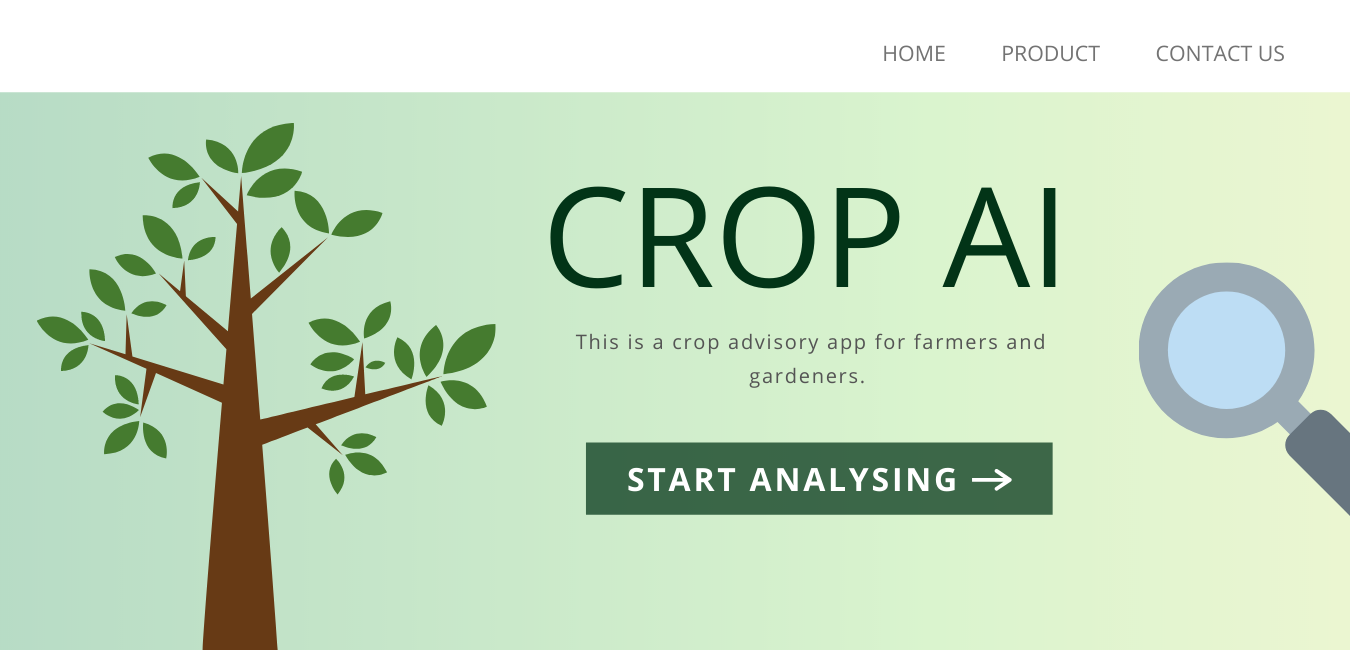 HOME PRODUCT CONTACT US
CROP AI
This is a crop advisory app for farmers and
gardeners.
START ANALYSING →